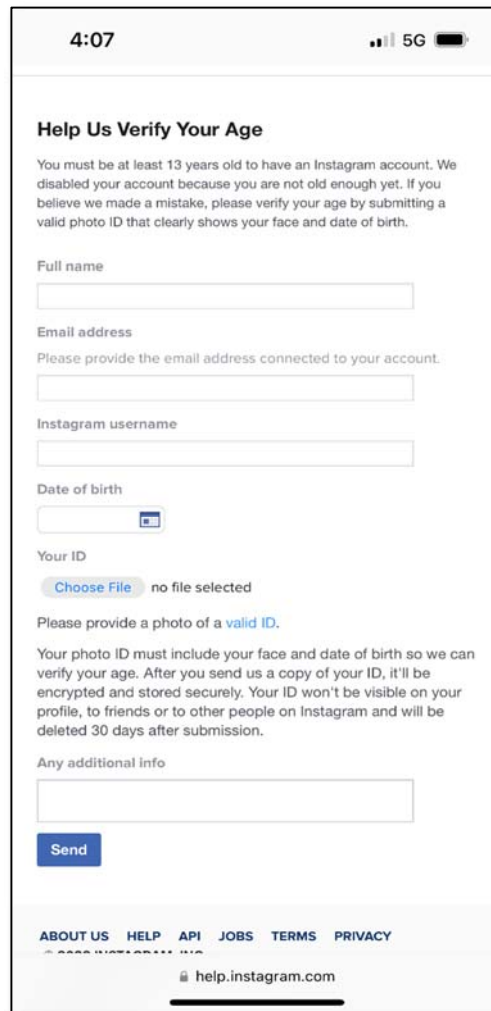 4:07
5G
Help Us Verify Your Age
You must be at least 13 years old to have an Instagram account. We
disabled your account because you are not old enough yet. If you
believe we made a mistake, please verify your age by submitting a
valid photo ID that clearly shows your face and date of birth.
Full name
Email address
Please provide the email address connected to your account.
Instagram username
Date of birth
Your ID
Choose File no file selected
Please provide a photo of a valid ID.
Your photo ID must include your face and date of birth so we can
verify your age. After you send us a copy of your ID, it'll be
encrypted and stored securely. Your ID won't be visible on your
profile, to friends or to other people on Instagram and will be
deleted 30 days after submission.
Any additional info
Send
ABOUT US HELP API JOBS TERMS PRIVACY
help.instagram.com